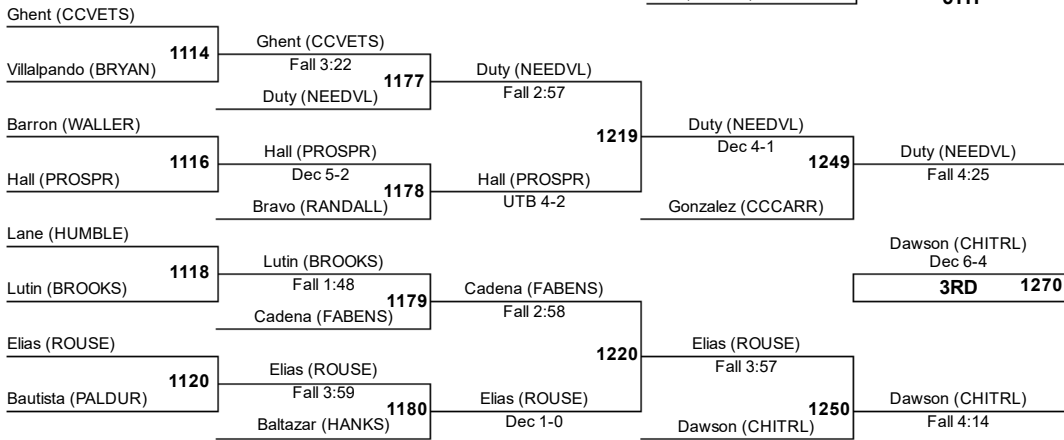 Ghent (CCVETS)
1114
Villalpando (BRYAN)
Ghent (CCVETS)
Fall 3:22
1177
Duty (NEEDVL)
Duty (NEEDVL)
Fall 2:57
Barron (WALLER)
1116
Hall (PROSPR)
Hall (PROSPR)
Dec 5-2
1178
Bravo (RANDALL)
Hall (PROSPR)
UTB 4-2
1219
Duty (NEEDVL)
Dec 4-1
1249
Gonzalez (CCCARR)
Duty (NEEDVL)
Fall 4:25
Lane (HUMBLE)
1118
Lutin (BROOKS)
Lutin (BROOKS)
Fall 1:48
1179
Cadena (FABENS)
Cadena (FABENS)
Fall 2:58
Elias (ROUSE)
1120
Bautista (PALDUR)
Elias (ROUSE)
Fall 3:59
1180
Baltazar (HANKS)
Elias (ROUSE)
Dec 1-0
1220
Elias (ROUSE)
Fall 3:57
1250
Dawson (CHITRL)
Dawson (CHITRL)
Fall 4:14
Dawson (CHITRL)
Dec 6-4
3RD 1270